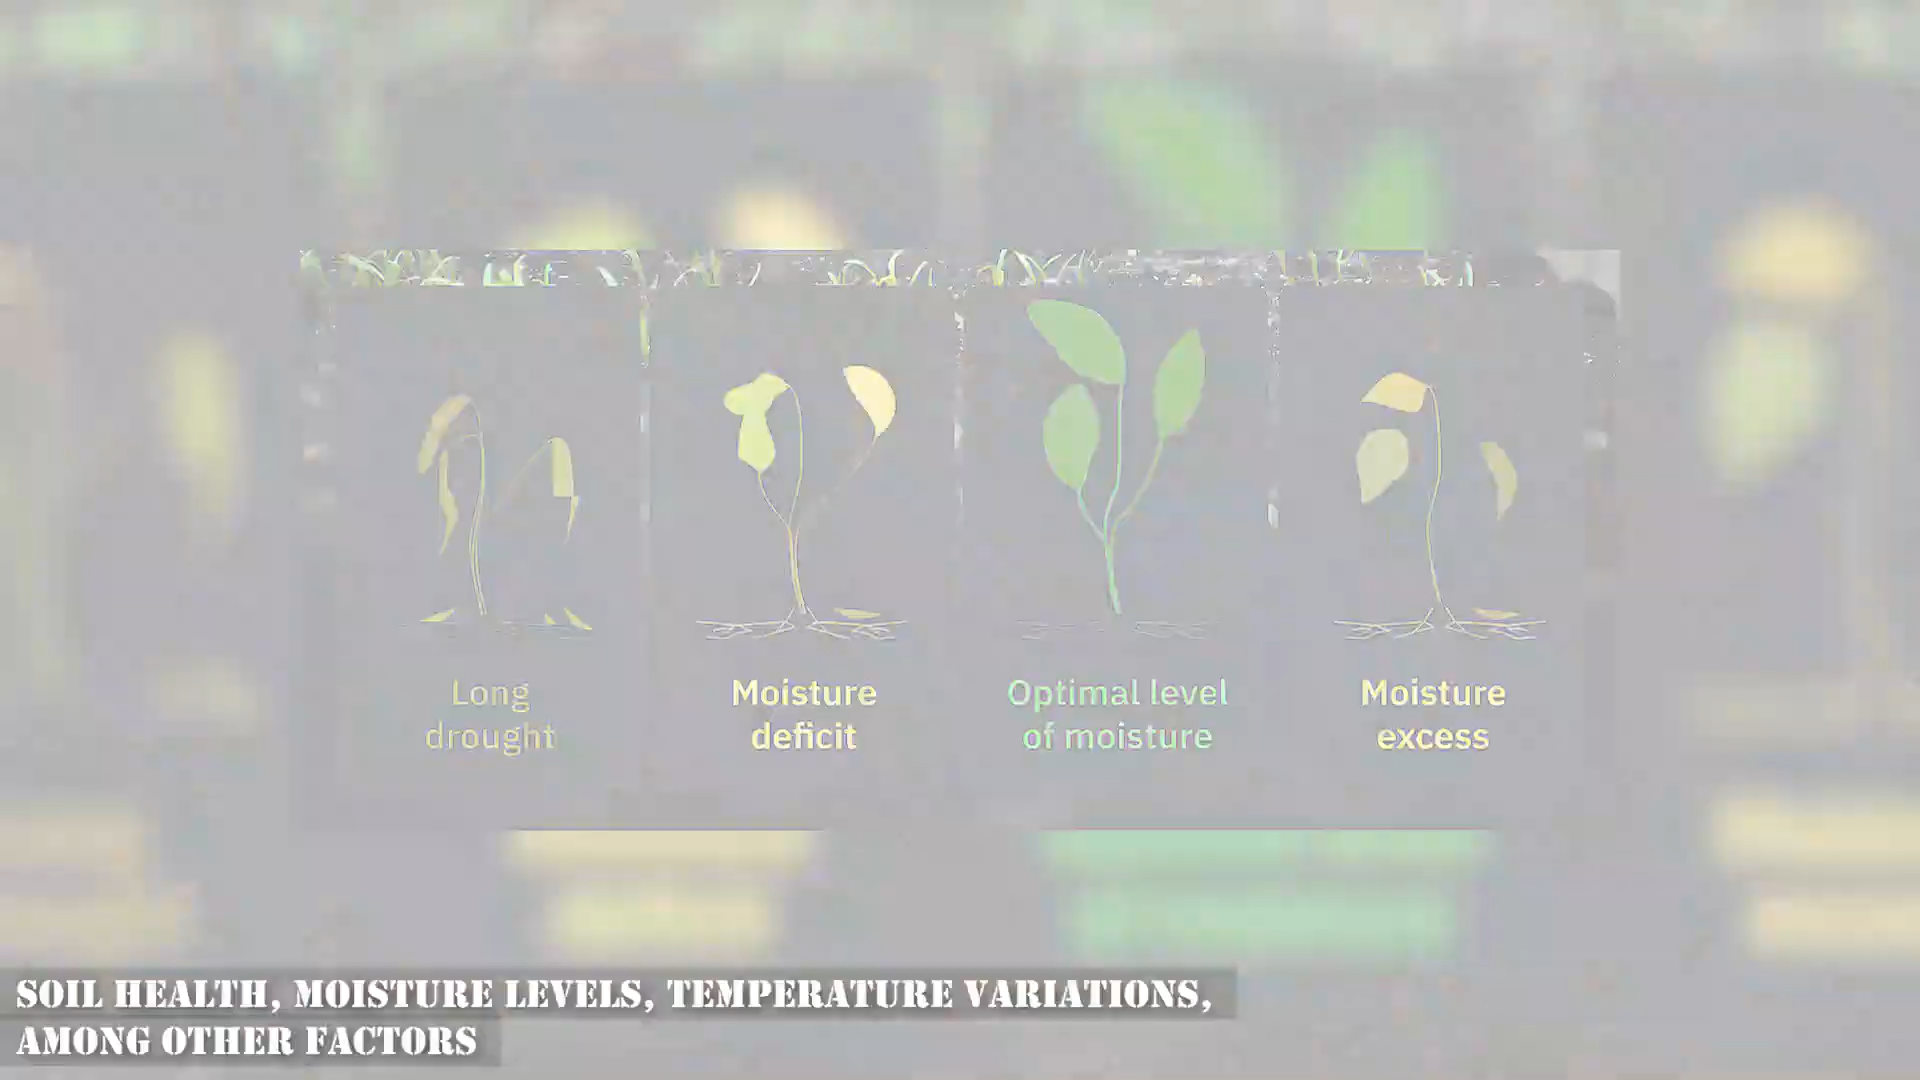 Long
drought
Moisture
deficit
Optimal level
of moisture
Moisture
excess
SOIL HEALTH, MOISTURE LEVELS, TEMPERATURE VARIATIONS,
AMONG OTHER FACTORS